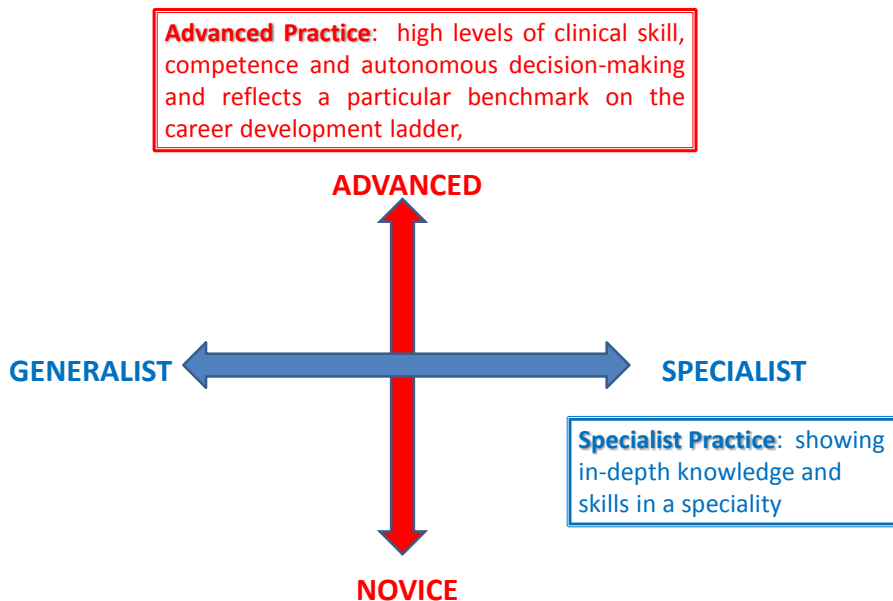 Advanced Practice: high levels of clinical skill,
competence and autonomous decision-making
and reflects a particular benchmark on the
career development ladder,
ADVANCED
GENERALIST
SPECIALIST
Specialist Practice: showing
in-depth knowledge and
skills in a speciality
NOVICE